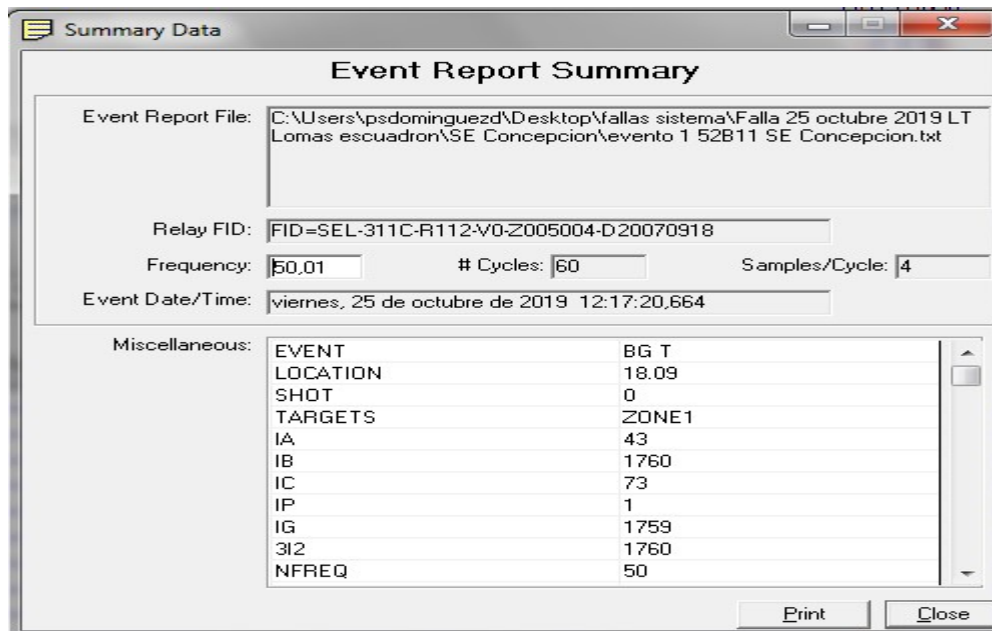 Summary Data
Event Report Summary
Event Report File: C:\Users\psdominguezd\Desktop\fallas sistema\Falla 25 octubre 2019 LT
Lomas escuadron\SE Concepcion\evento 1 52B11 SE Concepcion.txt
Relay FID: FID=SEL-311C-R112-V0-Z005004-D20070918
Frequency: 50,01 # Cycles: 60 Samples/Cycle: 4
Event Date/Time: viernes, 25 de octubre de 2019 12:17:20,664
Miscellaneous:
EVENT BG T
LOCATION 18.09
SHOT 0
TARGETS ZONE1
IA 43
IB 1760
IC 73
IP 1
IG 1759
3I2 1760
NFREQ 50
Print Close